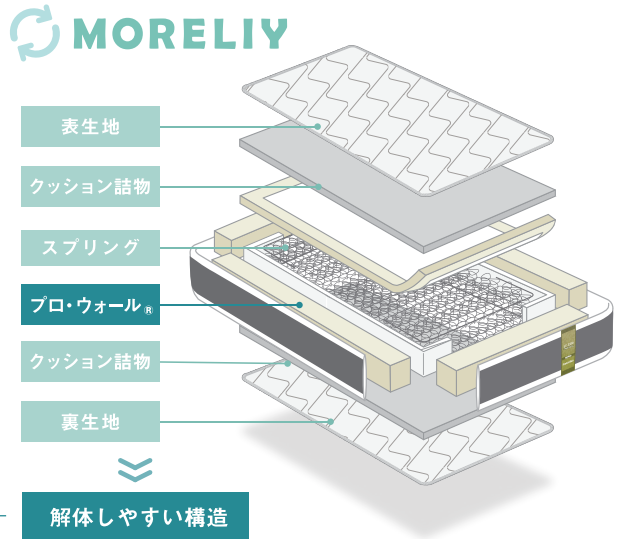 MORELIY
表生地
クッション詰物
スプリング
プロ・ウォール®
クッション詰物
裏生地
解体しやすい構造